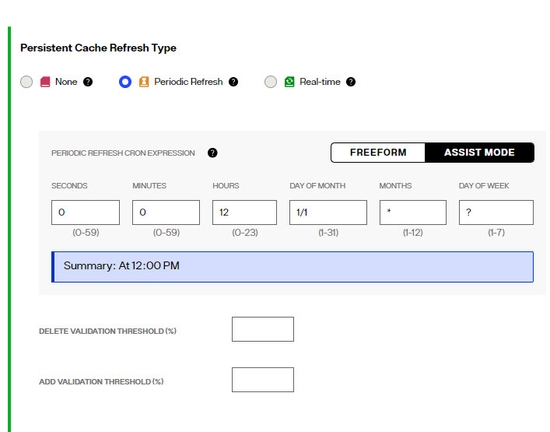 Persistent Cache Refresh Type
None ? Periodic Refresh ? Real-time ?
PERIODIC REFRESH CRON EXPRESSION ? FREEFORM ASSIST MODE
SECONDS MINUTES HOURS DAY OF MONTH MONTHS DAY OF WEEK
0 0 12 1/1 * ?
(0-59) (0-59) (0-23) (1-31) (1-12) (1-7)
Summary: At 12:00 PM
DELETE VALIDATION THRESHOLD (%)
ADD VALIDATION THRESHOLD (%)